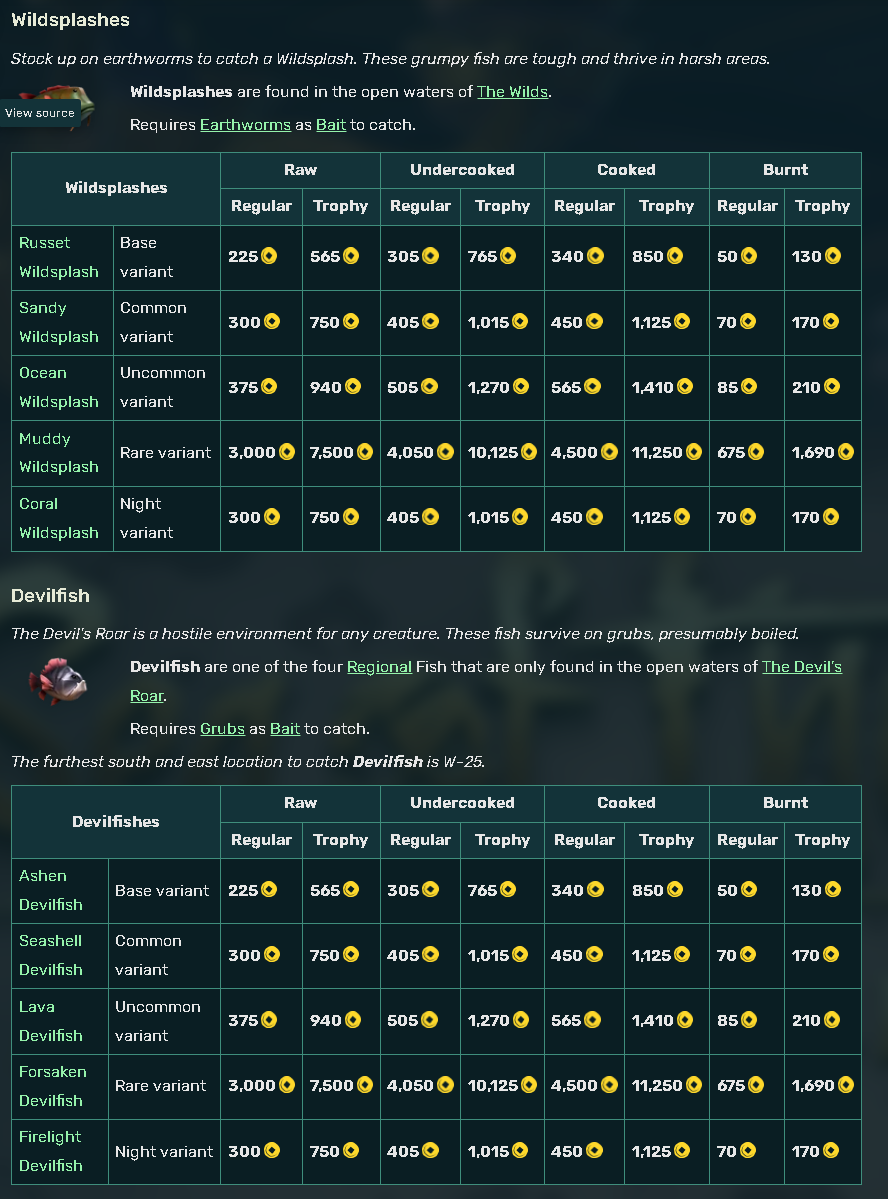 Wildsplashes
Stock up on earthworms to catch a Wildsplash. These grumpy fish are tough and thrive in harsh areas.
Wildsplashes are found in the open waters of The Wilds.
View source
Requires Earthworms as Bait to catch.
Wildsplashes Raw Undercooked Cooked Burnt
Regular Trophy Regular Trophy Regular Trophy Regular Trophy
Russet Wildsplash Base variant 225 565 305 765 340 850 50 130
Sandy Wildsplash Common variant 300 750 405 1,015 450 1,125 70 170
Ocean Wildsplash Uncommon variant 375 940 505 1,270 565 1,410 85 210
Muddy Wildsplash Rare variant 3,000 7,500 4,050 10,125 4,500 11,250 675 1,690
Coral Wildsplash Night variant 300 750 405 1,015 450 1,125 70 170
Devilfish
The Devil's Roar is a hostile environment for any creature. These fish survive on grubs, presumably boiled.
Devilfish are one of the four Regional Fish that are only found in the open waters of The Devil's
Roar.
Requires Grubs as Bait to catch.
The furthest south and east location to catch Devilfish is W-25.
Devilfishes Raw Undercooked Cooked Burnt
Regular Trophy Regular Trophy Regular Trophy Regular Trophy
Ashen Devilfish Base variant 225 565 305 765 340 850 50 130
Seashell Devilfish Common variant 300 750 405 1,015 450 1,125 70 170
Lava Devilfish Uncommon variant 375 940 505 1,270 565 1,410 85 210
Forsaken Devilfish Rare variant 3,000 7,500 4,050 10,125 4,500 11,250 675 1,690
Firelight Devilfish Night variant 300 750 405 1,015 450 1,125 70 170